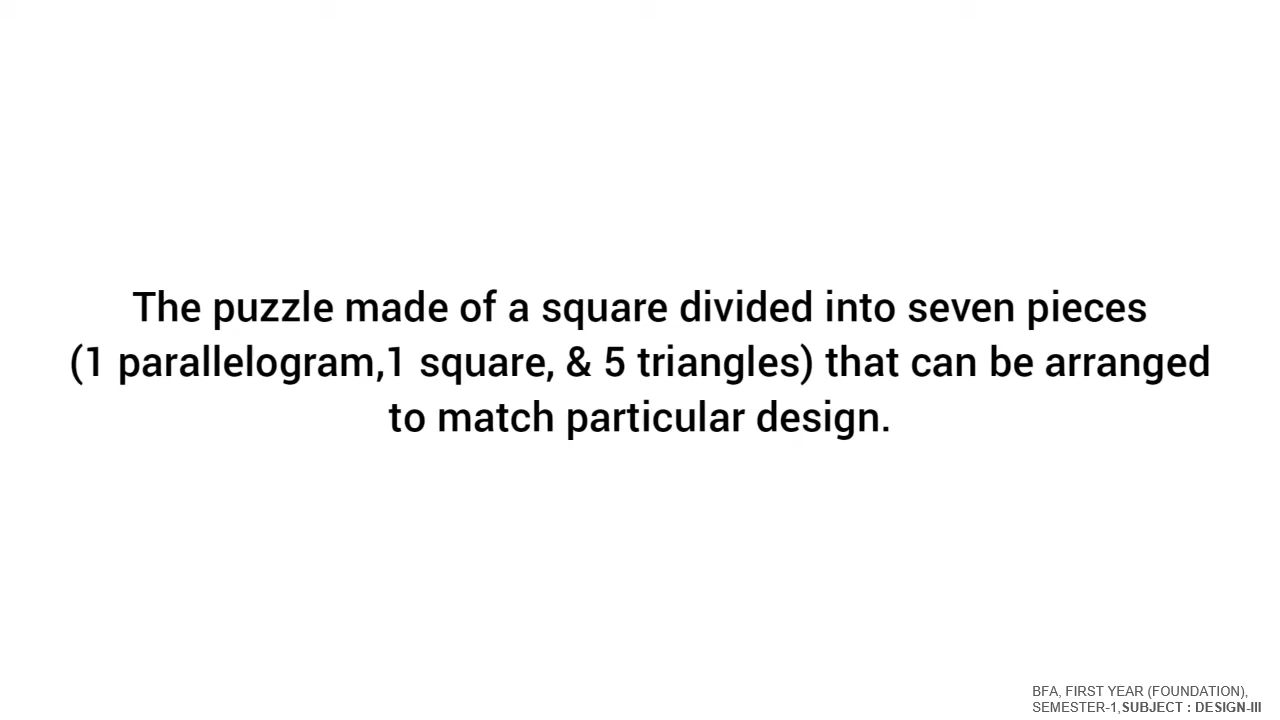 The puzzle made of a square divided into seven pieces
(1 parallelogram,1 square, & 5 triangles) that can be arranged
to match particular design.
BFA, FIRST YEAR (FOUNDATION),
SEMESTER-1,SUBJECT : DESIGN-III